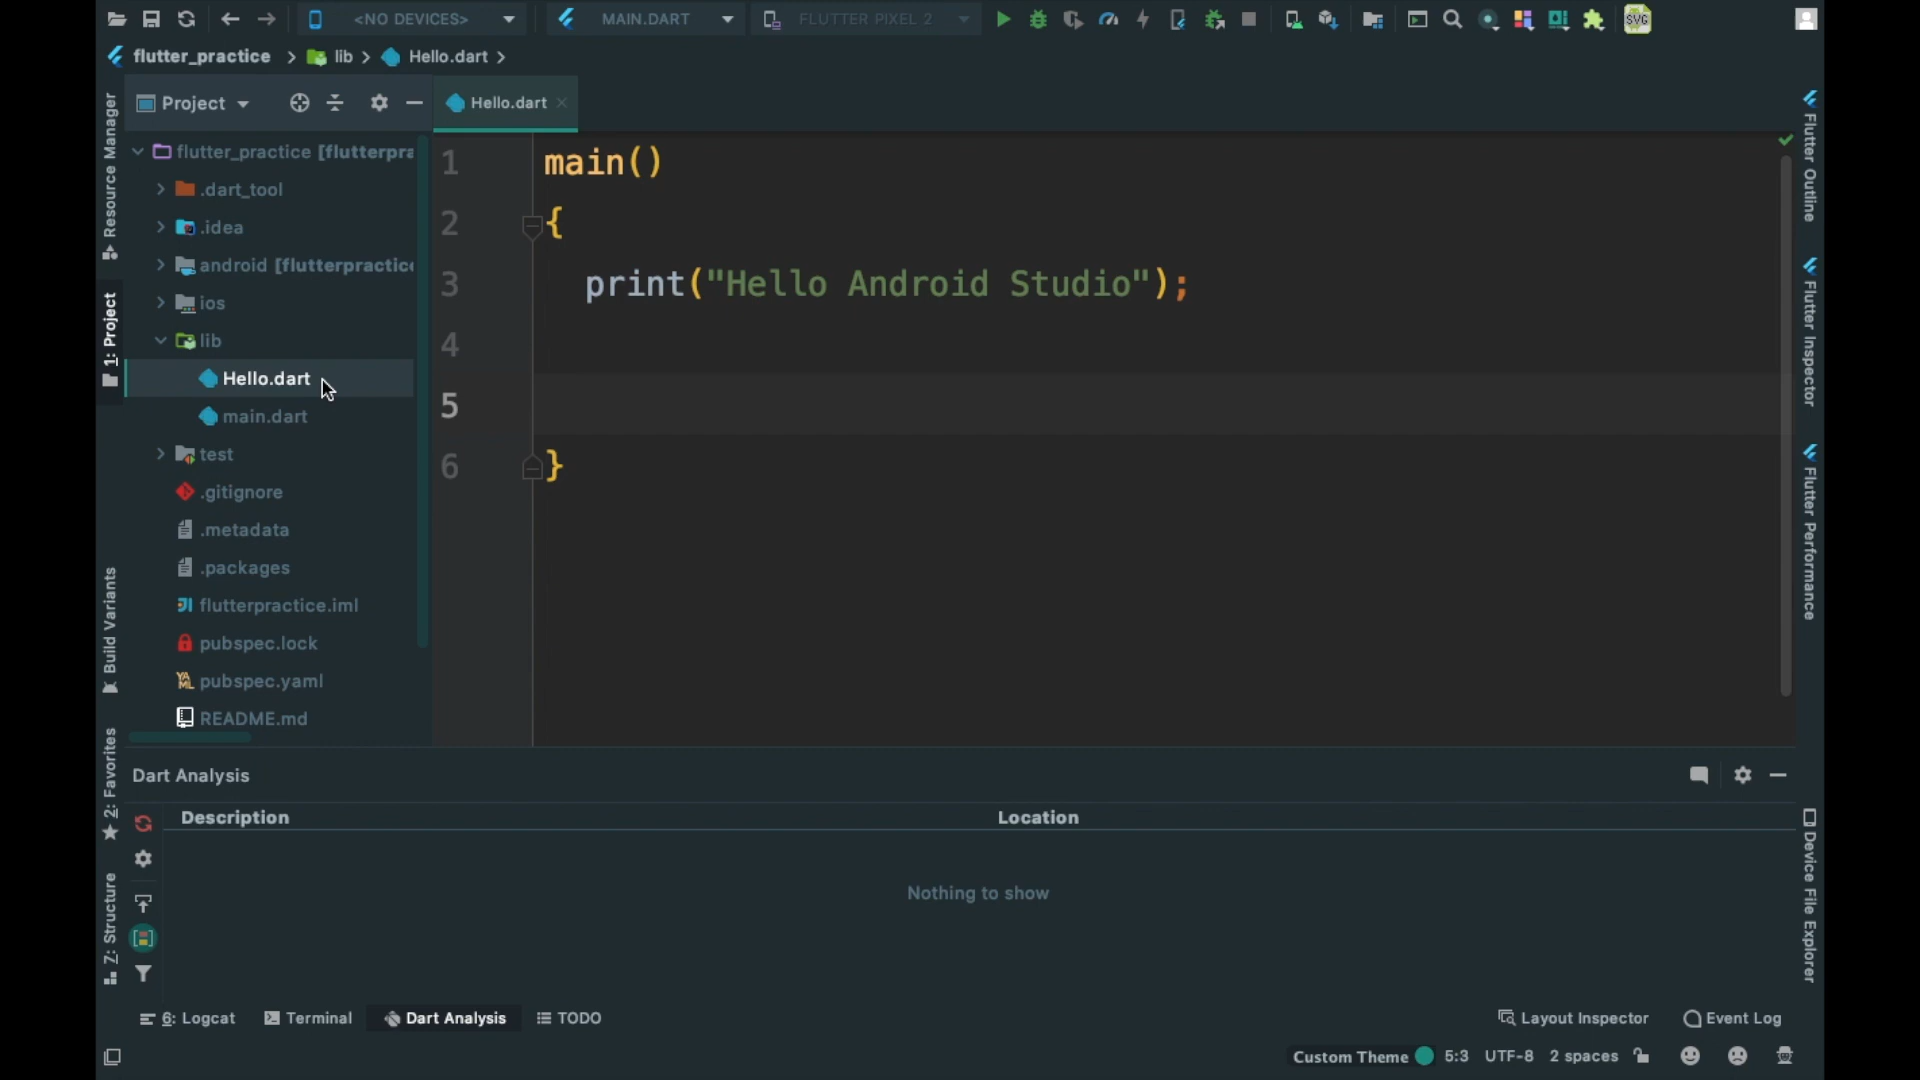 <NO DEVICES> MAIN.DART FLUTTER PIXEL 2 SVG
flutter_practice lib Hello.dart
Project
Hello.dart
Resource Manager
1: Project
Build Variants
2: Favorites
7: Structure
flutter_practice [flutterpra
.dart_tool
.idea
android [flutterpractice
ios
lib
Hello.dart
main.dart
test
.gitignore
.metadata
.packages
flutterpractice.iml
pubspec.lock
pubspec.yaml
README.md
1 main()
2 {
3 print("Hello Android Studio");
4
5
6 }
Flutter Outline
Flutter Inspector
Flutter Performance
Device File Explorer
Dart Analysis
Description Location
Nothing to show
6: Logcat Terminal Dart Analysis TODO Layout Inspector Event Log
Custom Theme 5:3 UTF-8 2 spaces